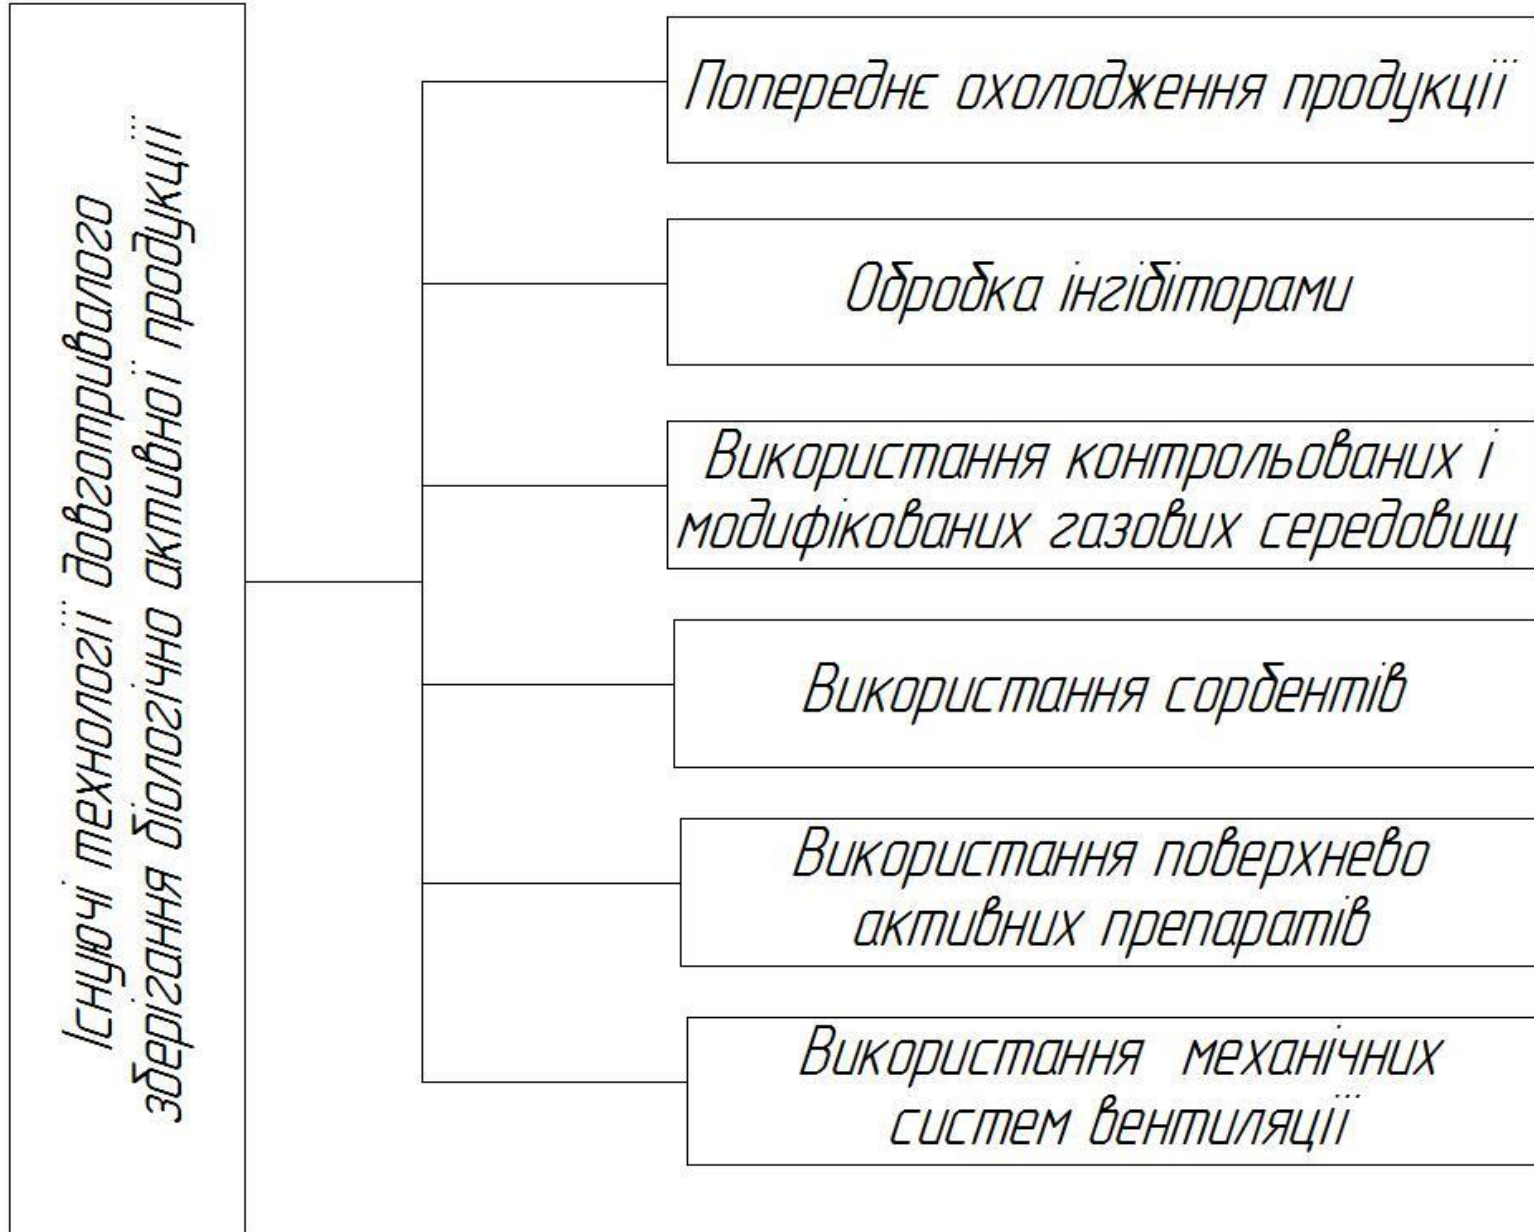 Існуючі технології довготривалого
зберігання біологічно активної продукції
Попереднє охолодження продукції
Обробка інгібіторами
Використання контрольованих і
модифікованих газових середовищ
Використання сорбентів
Використання поверхнево
активних препаратів
Використання механічних
систем вентиляції